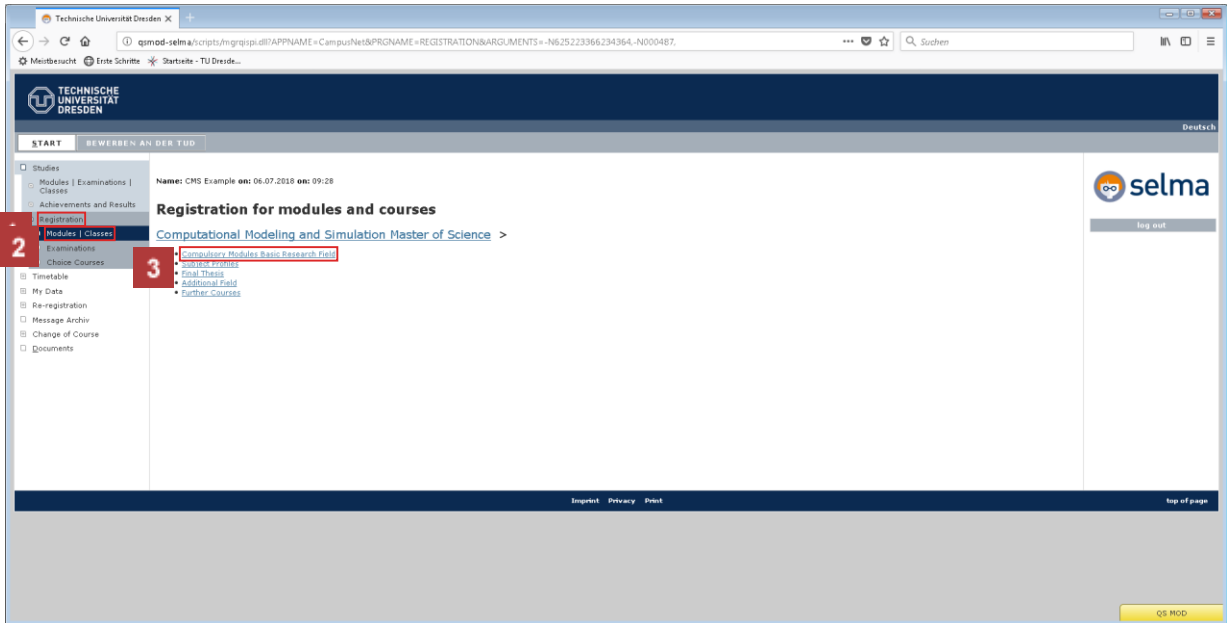 Technische Universität Dresden
qsmod-selma/scripts/mgrqispi.dll?APPNAME=CampusNet&PRGNAME=REGISTRATION&ARGUMENTS=-N625223366234364,-N000487,
Suchen
Meistbesucht Erste Schritte Startseite - TU Dresde...
TECHNISCHE
UNIVERSITÄT
DRESDEN
Deutsch
START BEWERBEN AN DER TUD
Studies
Modules | Examinations |
Classes
Achievements and Results
Registration
Modules | Classes
Examinations
Choice Courses
Timetable
My Data
Re-registration
Message Archiv
Change of Course
Documents
2
Name: CMS Example on: 06.07.2018 on: 09:28
Registration for modules and courses
Computational Modeling and Simulation Master of Science >
3
• Compulsory Modules Basic Research Field
• Subject Profiles
• Final Thesis
• Additional Field
• Further Courses
selma
log out
Imprint Privacy Print
top of page
QS MOD